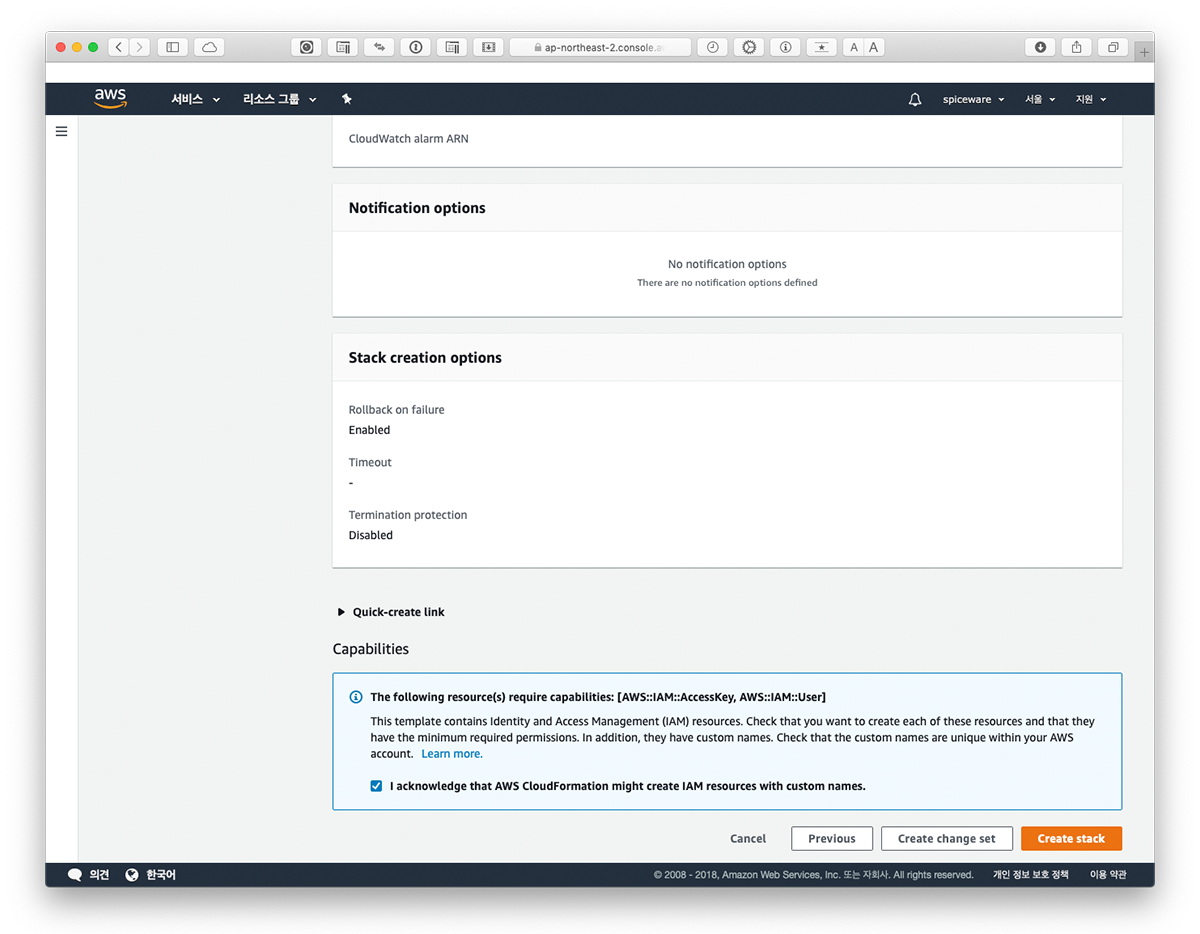 ap-northeast-2.console.a
A A
aws 서비스 리소스 그룹 spiceware 서울 지원
CloudWatch alarm ARN
Notification options
No notification options
There are no notification options defined
Stack creation options
Rollback on failure
Enabled
Timeout
-
Termination protection
Disabled
Quick-create link
Capabilities
The following resource(s) require capabilities: [AWS::IAM::AccessKey, AWS::IAM::User]
This template contains Identity and Access Management (IAM) resources. Check that you want to create each of these resources and that they
have the minimum required permissions. In addition, they have custom names. Check that the custom names are unique within your AWS
account. Learn more.
I acknowledge that AWS CloudFormation might create IAM resources with custom names.
Cancel Previous Create change set Create stack
의견 한국어 © 2008 - 2018, Amazon Web Services, Inc. 또는 자회사. All rights reserved. 개인 정보 보호 정책 이용 약관